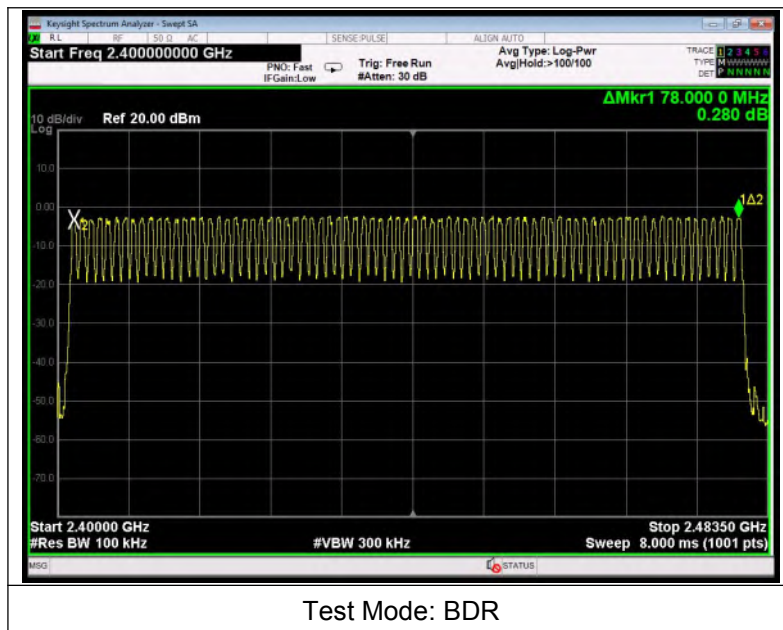 Keysight Spectrum Analyzer - Swept SA
RL RF 50 Ω AC SENSE:PULSE ALIGN AUTO
Start Freq 2.400000000 GHz
PNO: Fast
IFGain:Low
Trig: Free Run
#Atten: 30 dB
Avg Type: Log-Pwr
Avg|Hold:>100/100
TRACE 1 2 3 4 5 6
TYPE M
DET P N N N N N
ΔMkr1 78.000 0 MHz
0.280 dB
10 dB/div Ref 20.00 dBm
Log
10.0
0.00
X2
1Δ2
-10.0
-20.0
-30.0
-40.0
-50.0
-60.0
-70.0
Start 2.40000 GHz Stop 2.48350 GHz
#Res BW 100 kHz #VBW 300 kHz Sweep 8.000 ms (1001 pts)
MSG STATUS
Test Mode: BDR